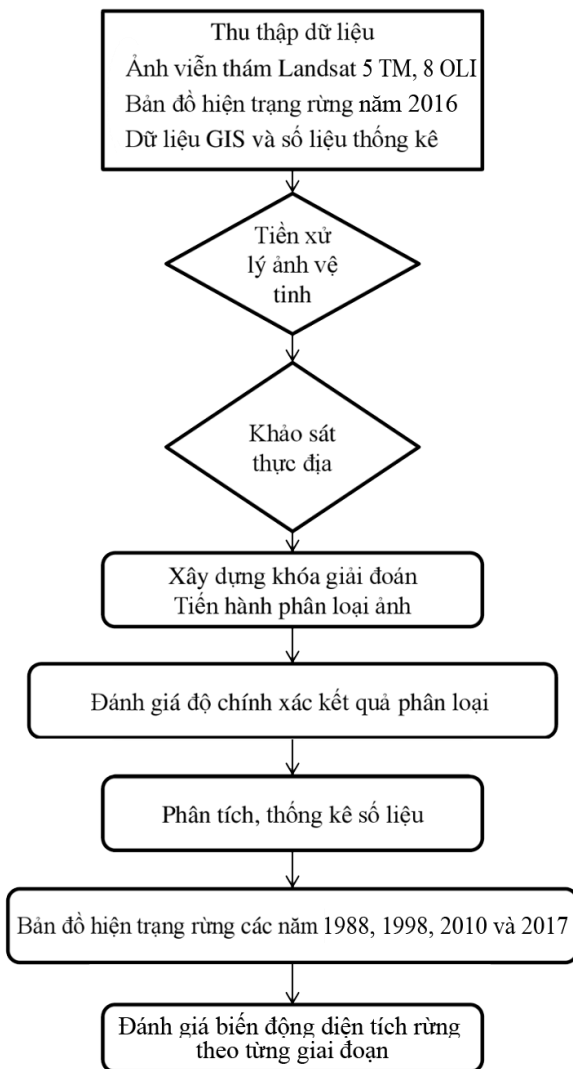 Thu thập dữ liệu
Ảnh viễn thám Landsat 5 TM, 8 OLI
Bản đồ hiện trạng rừng năm 2016
Dữ liệu GIS và số liệu thống kê
Tiền xử
lý ảnh vệ
tinh
Khảo sát
thực địa
Xây dựng khóa giải đoán
Tiến hành phân loại ảnh
Đánh giá độ chính xác kết quả phân loại
Phân tích, thống kê số liệu
Bản đồ hiện trạng rừng các năm 1988, 1998, 2010 và 2017
Đánh giá biến động diện tích rừng
theo từng giai đoạn